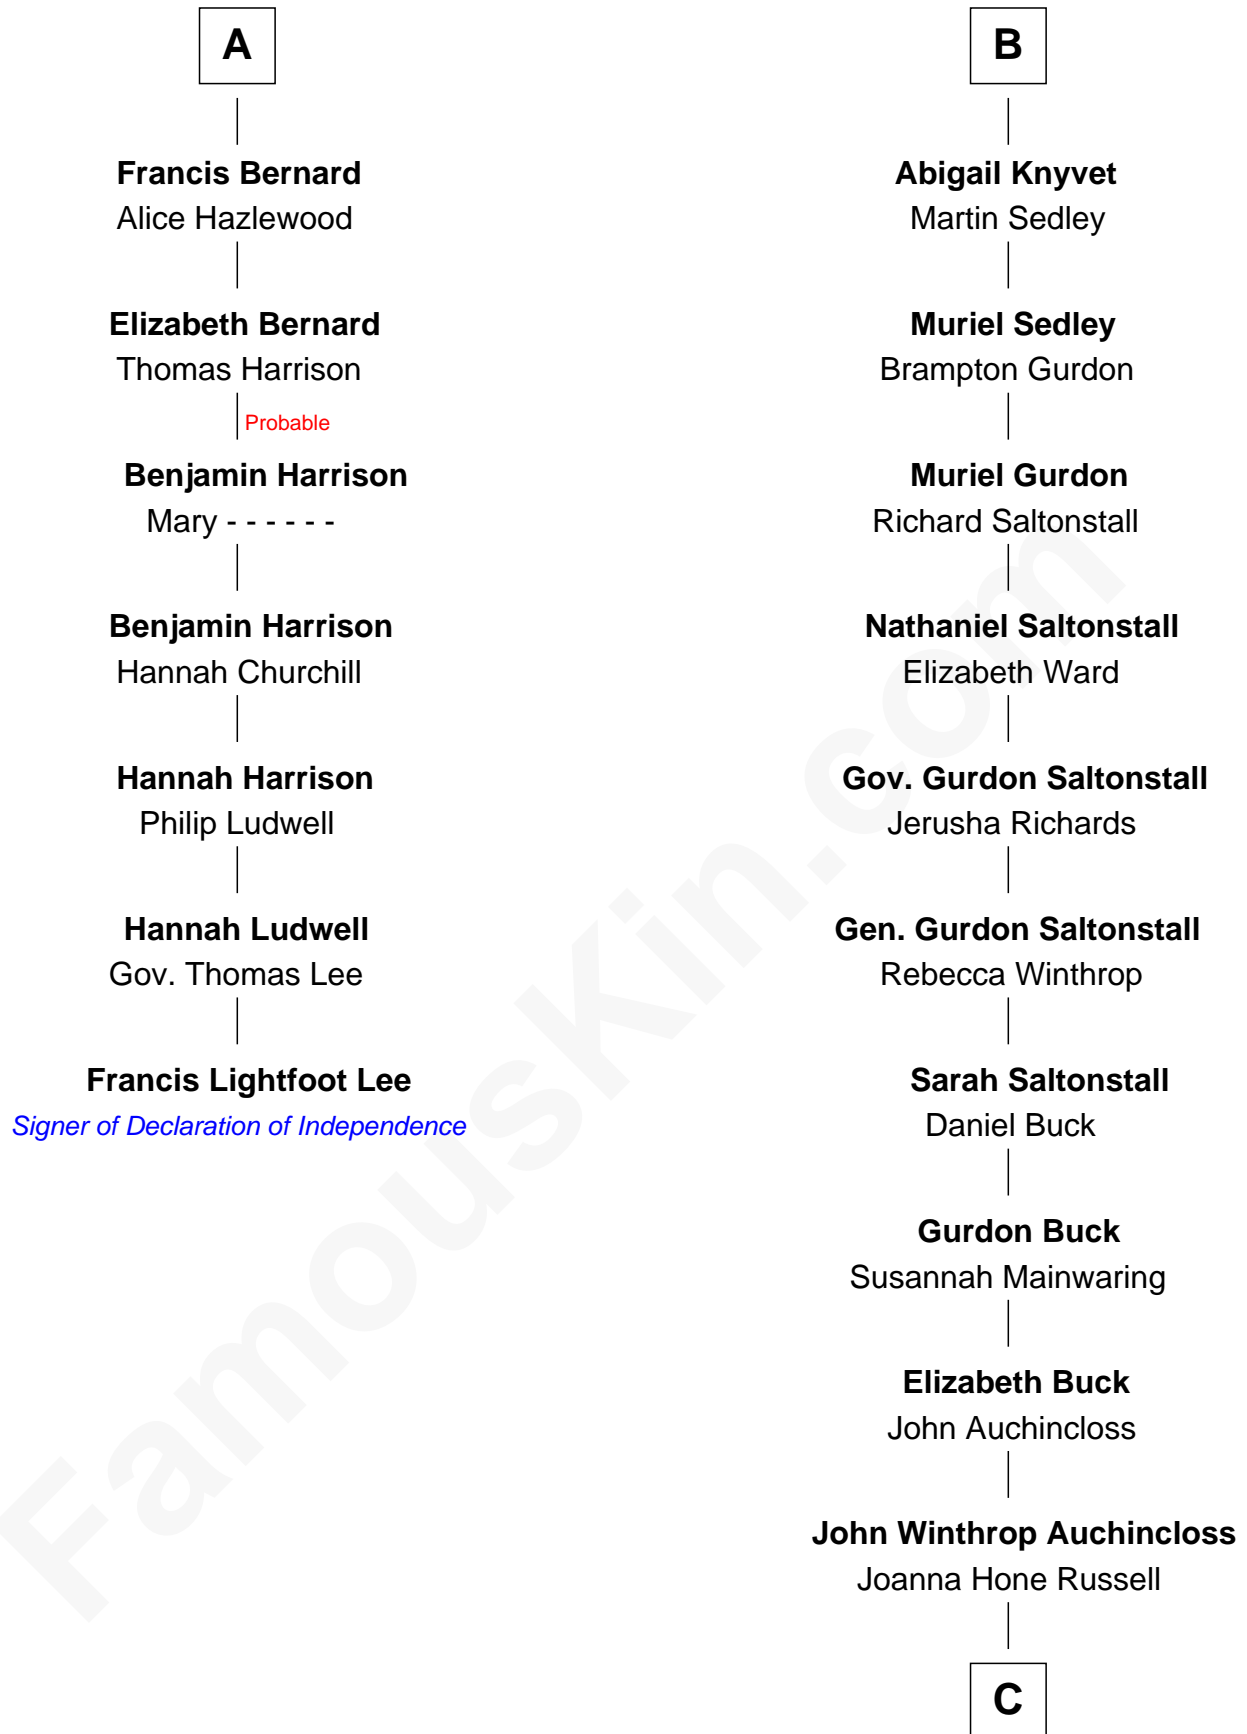 A
Francis Bernard
Alice Hazlewood
Elizabeth Bernard
Thomas Harrison
Probable
Benjamin Harrison
Mary - - - - - -
Benjamin Harrison
Hannah Churchill
Hannah Harrison
Philip Ludwell
Hannah Ludwell
Gov. Thomas Lee
Francis Lightfoot Lee
Signer of Declaration of Independence
B
Abigail Knyvet
Martin Sedley
Muriel Sedley
Brampton Gurdon
Muriel Gurdon
Richard Saltonstall
Nathaniel Saltonstall
Elizabeth Ward
Gov. Gurdon Saltonstall
Jerusha Richards
Gen. Gurdon Saltonstall
Rebecca Winthrop
Sarah Saltonstall
Daniel Buck
Gurdon Buck
Susannah Mainwaring
Elizabeth Buck
John Auchincloss
John Winthrop Auchincloss
Joanna Hone Russell
C
FamousKin.com